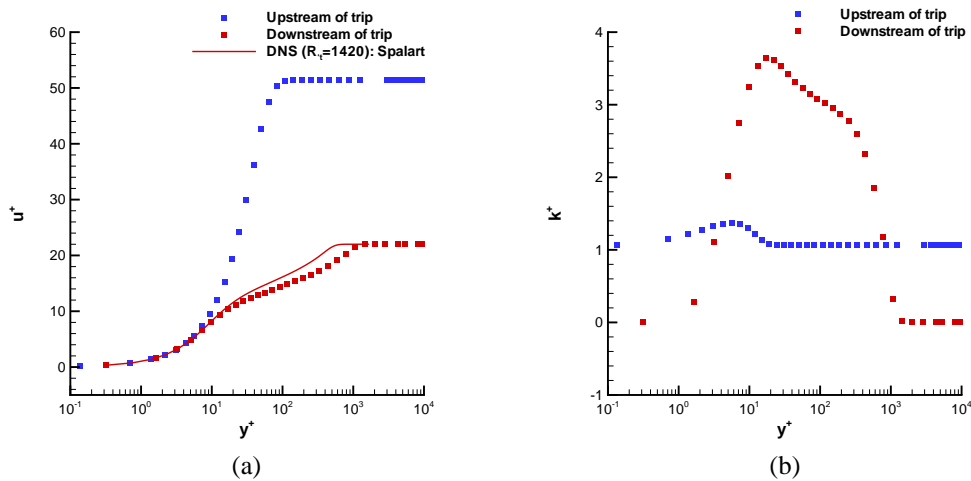 Upstream of trip
Downstream of trip
DNS (R,t=1420): Spalart
60
50
40
30
20
10
0
u+
10-1
100
101
102
103
104
y+
(a)
Upstream of trip
Downstream of trip
4
3
2
1
0
-1
k+
10-1
100
101
102
103
104
y+
(b)